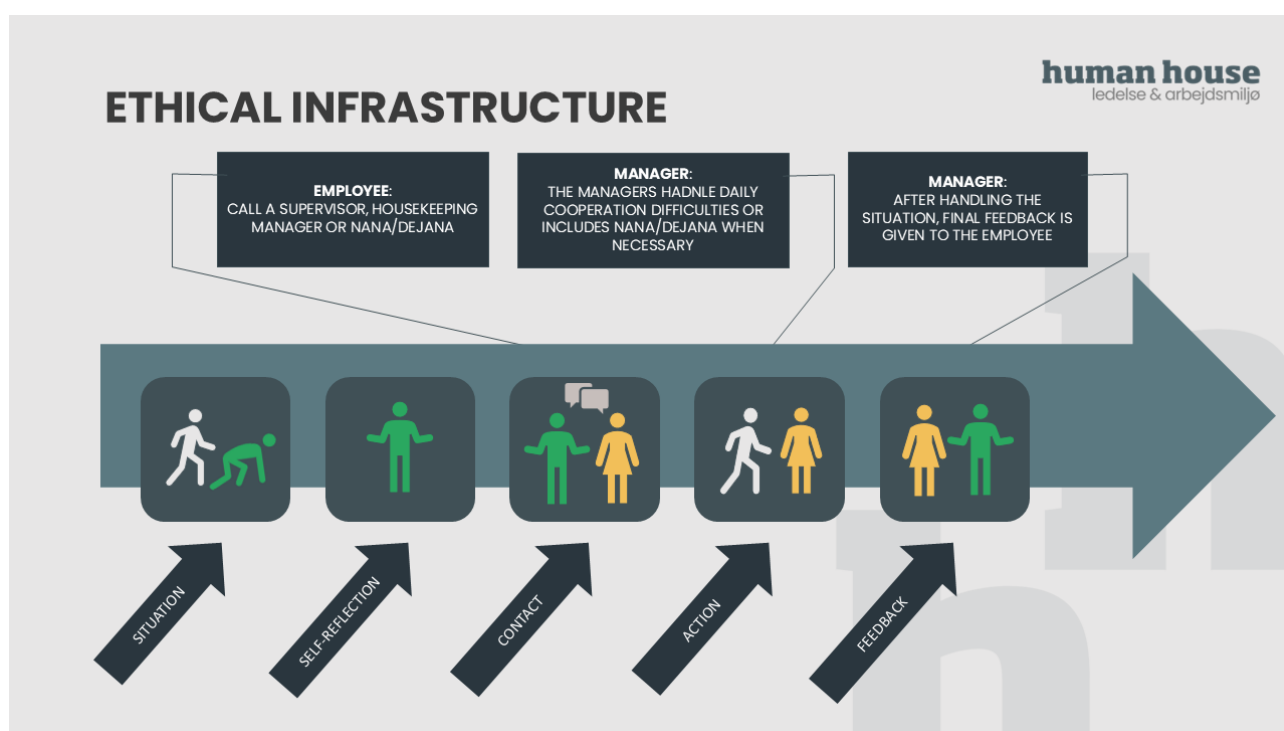 human house
ledelse & arbejdsmiljø
ETHICAL INFRASTRUCTURE
EMPLOYEE:
CALL A SUPERVISOR, HOUSEKEEPING
MANAGER OR NANA/DEJANA
MANAGER:
THE MANAGERS HADNLE DAILY
COOPERATION DIFFICULTIES OR
INCLUDES NANA/DEJANA WHEN
NECESSARY
MANAGER:
AFTER HANDLING THE
SITUATION, FINAL FEEDBACK IS
GIVEN TO THE EMPLOYEE
SITUATION
SELF-REFLECTION
CONTACT
ACTION
FEEDBACK